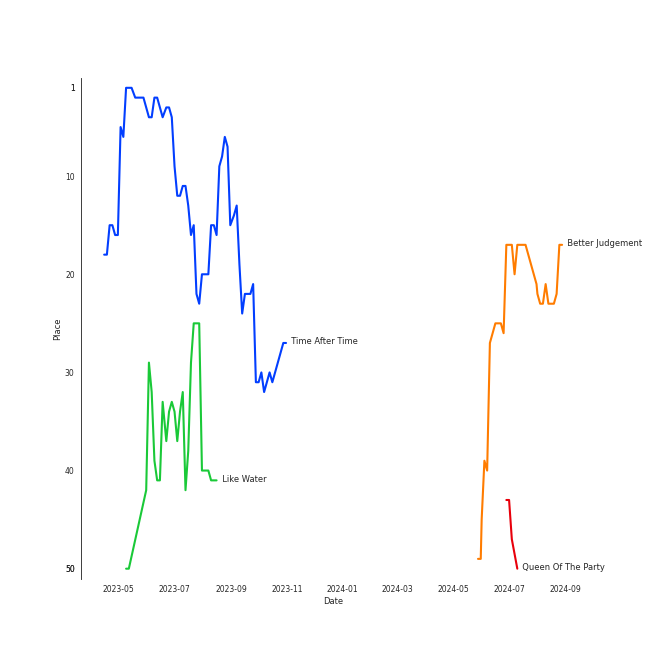 1
10
20
30
40
50
Place
Better Judgement
Time After Time
Like Water
Queen Of The Party
2023-05 2023-07 2023-09 2023-11 2024-01 2024-03 2024-05 2024-07 2024-09
Date